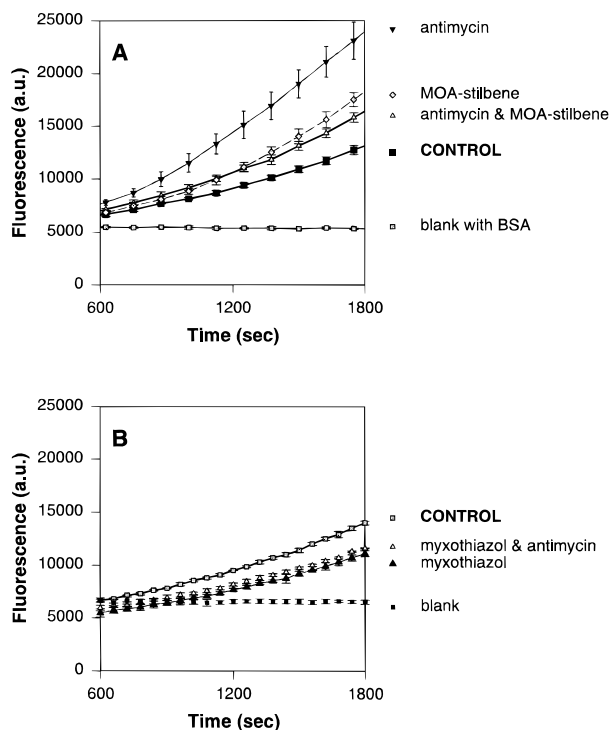 A
Fluorescence (a.u.)
25000
20000
15000
10000
5000
0
600
1200
1800
Time (sec)
antimycin
MOA-stilbene
antimycin & MOA-stilbene
CONTROL
blank with BSA
B
Fluorescence (a.u.)
25000
20000
15000
10000
5000
0
600
1200
1800
Time (sec)
CONTROL
myxothiazol & antimycin
myxothiazol
blank